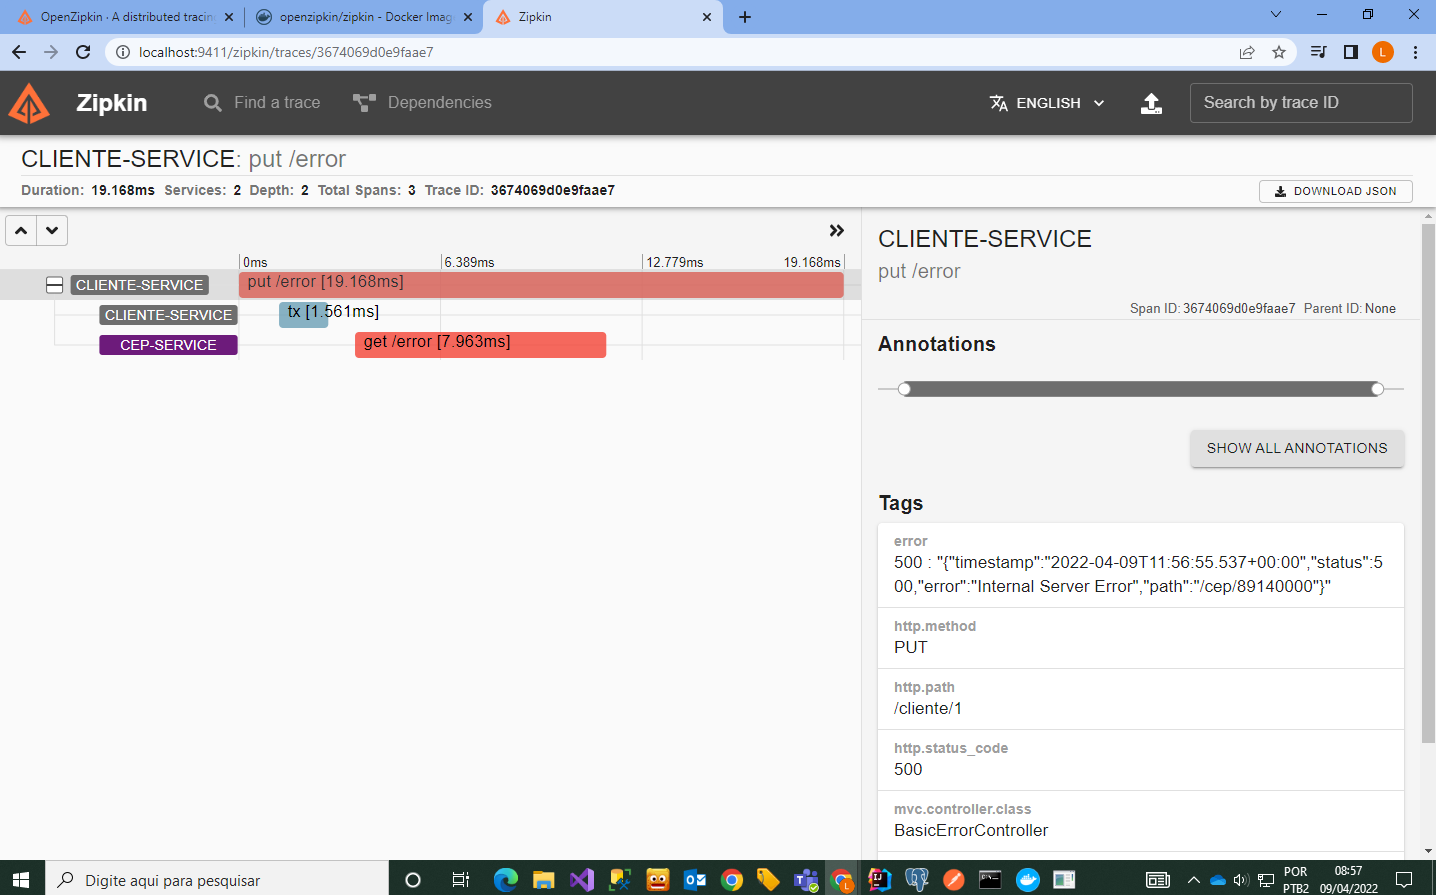 OpenZipkin · A distributed tracin
openzipkin/zipkin - Docker Imag
Zipkin
localhost:9411/zipkin/traces/3674069d0e9faae7
L
Zipkin
Find a trace
Dependencies
ENGLISH
Search by trace ID
CLIENTE-SERVICE: put /error
Duration: 19.168ms Services: 2 Depth: 2 Total Spans: 3 Trace ID: 3674069d0e9faae7
DOWNLOAD JSON
0ms
6.389ms
12.779ms
19.168ms
CLIENTE-SERVICE
put /error [19.168ms]
CLIENTE-SERVICE
tx [1.561ms]
CEP-SERVICE
get /error [7.963ms]
CLIENTE-SERVICE
put /error
Span ID: 3674069d0e9faae7 Parent ID: None
Annotations
SHOW ALL ANNOTATIONS
Tags
error
500 : "{"timestamp":"2022-04-09T11:56:55.537+00:00","status":5
00,"error":"Internal Server Error","path":"/cep/89140000"}"
http.method
PUT
http.path
/cliente/1
http.status_code
500
mvc.controller.class
BasicErrorController
Digite aqui para pesquisar
L
POR
PTB2
08:57
09/04/2022